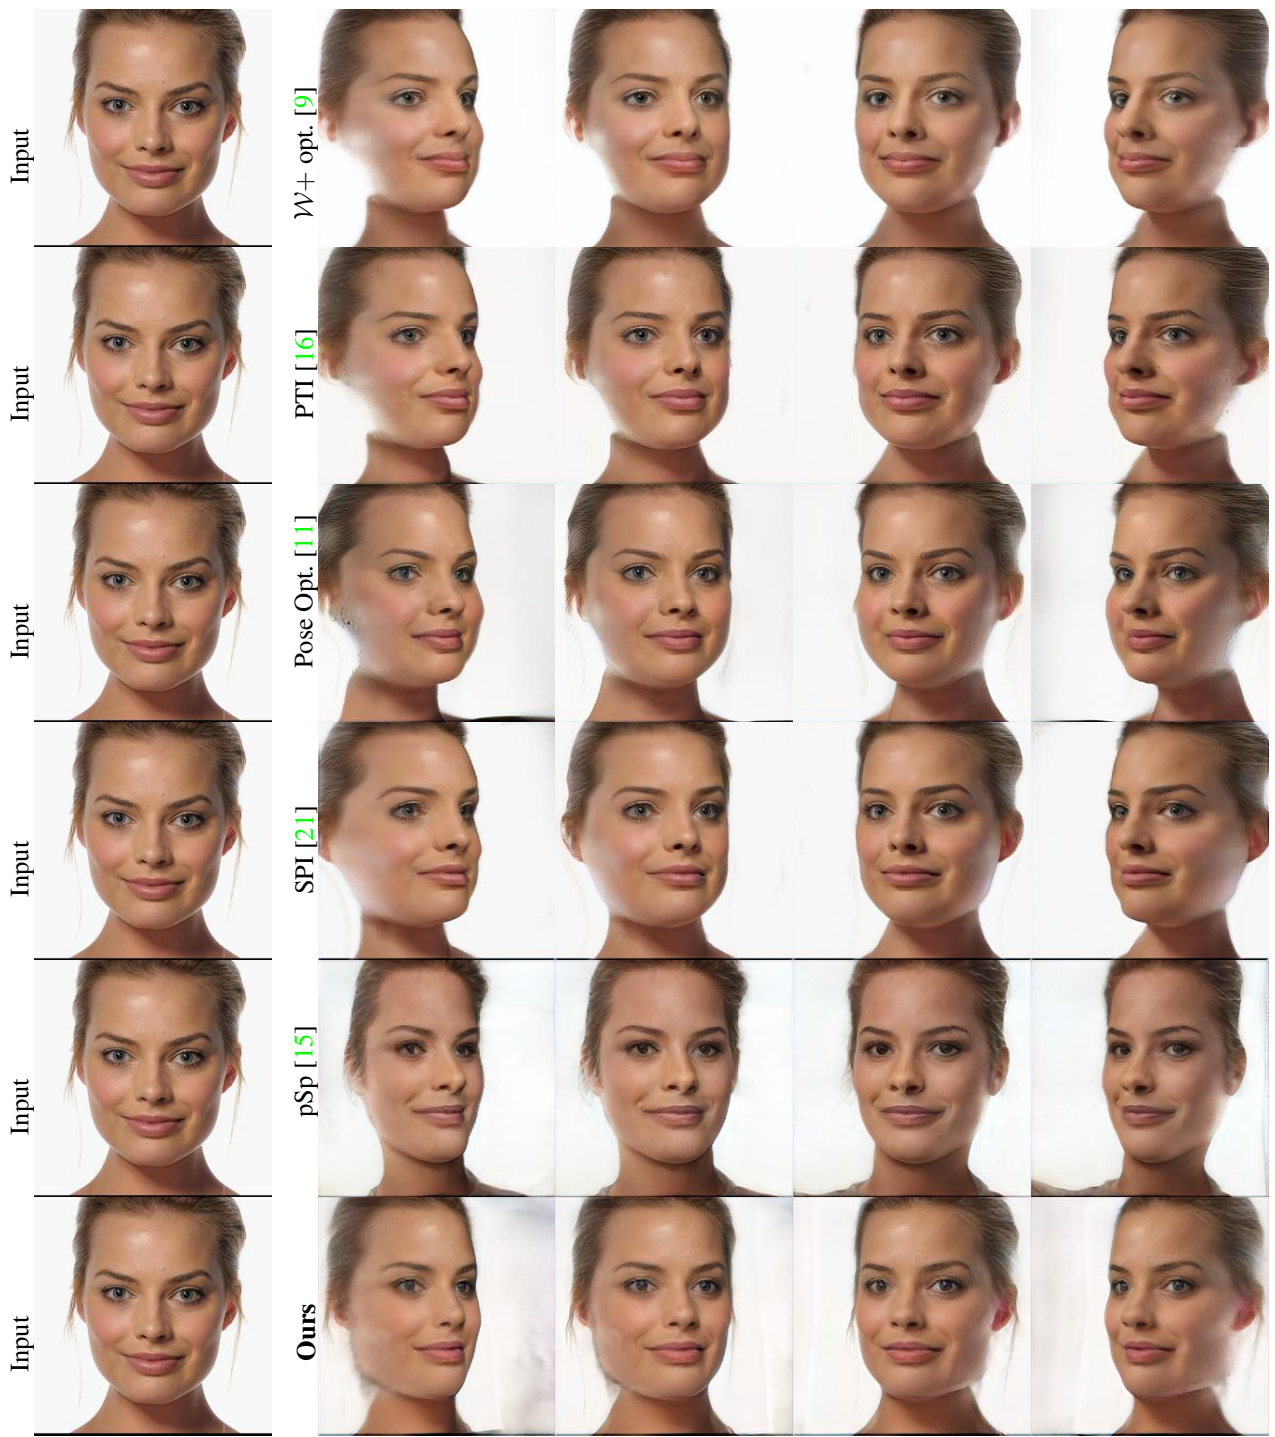 Input
𝒲+ opt. [9]
Input
PTI [16]
Input
Pose Opt. [11]
Input
SPI [21]
Input
pSp [15]
Input
Ours